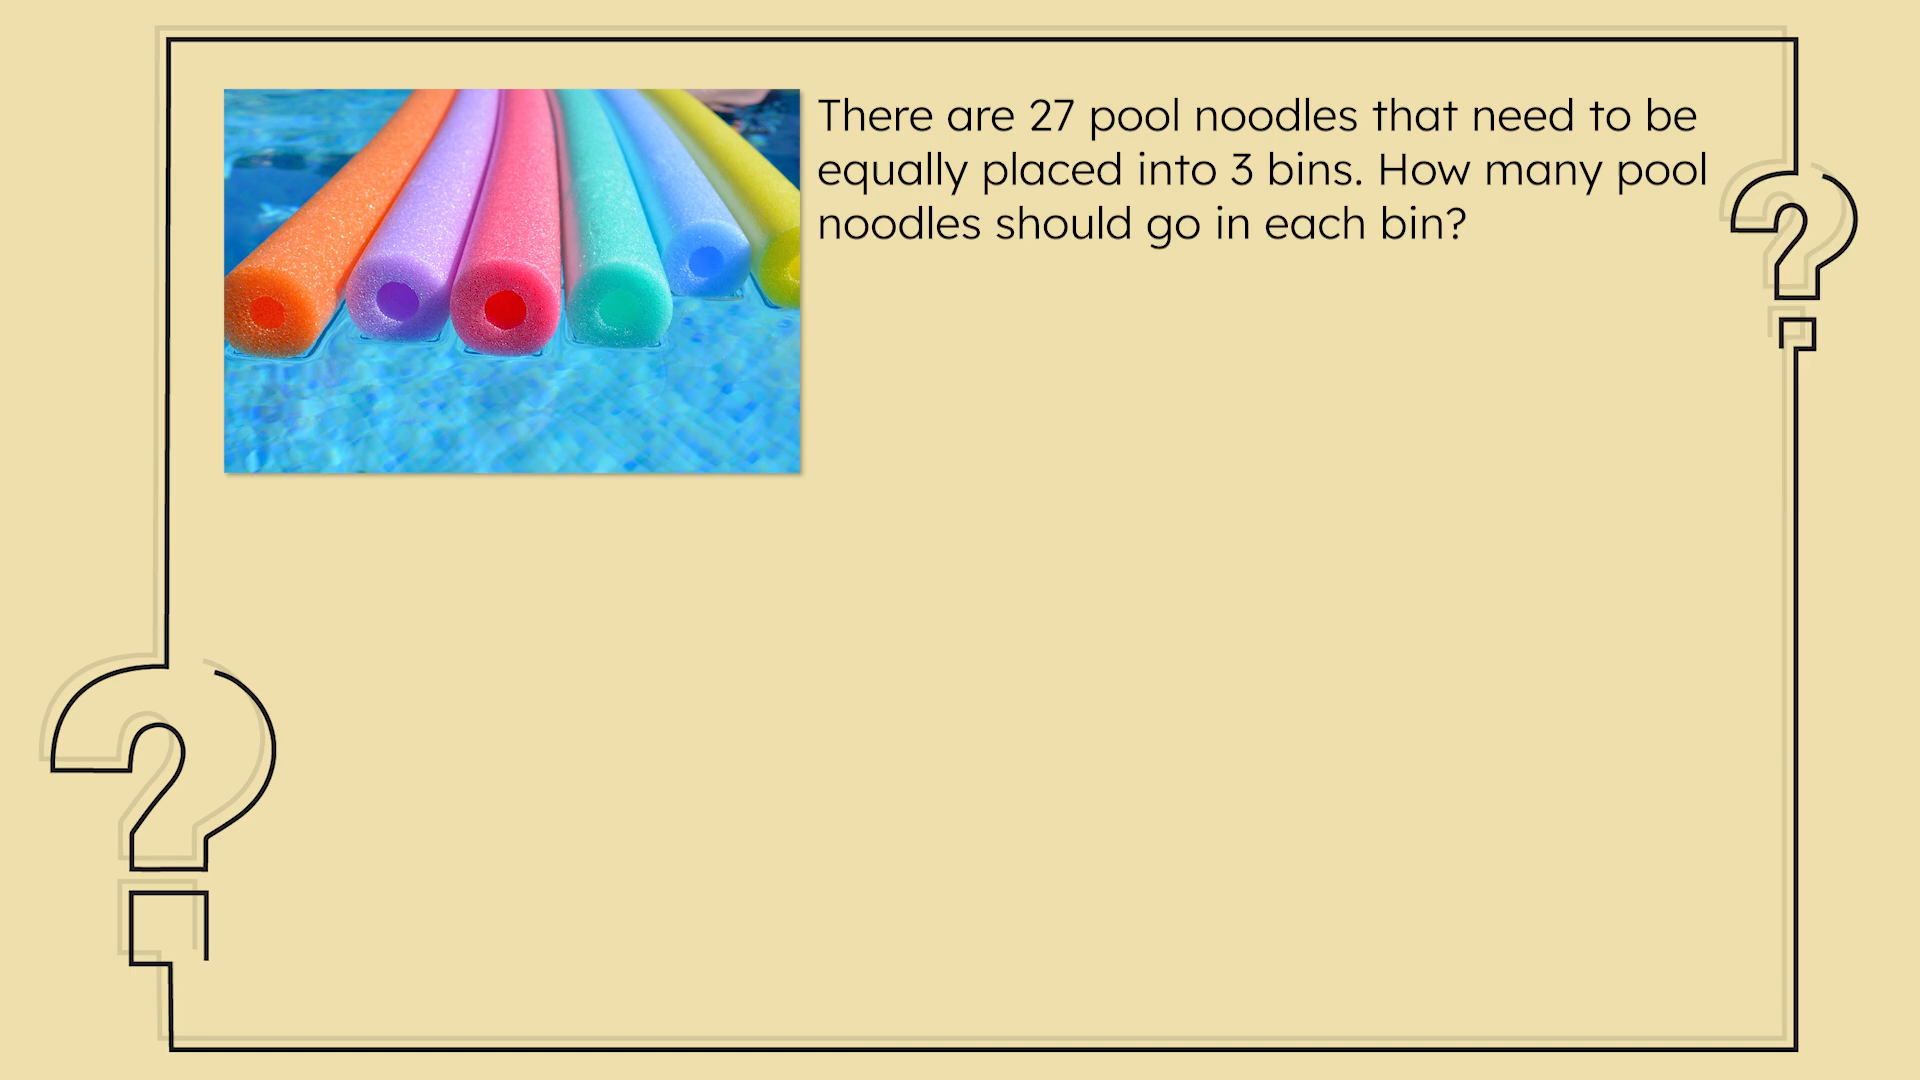 There are 27 pool noodles that need to be
equally placed into 3 bins. How many pool
noodles should go in each bin?